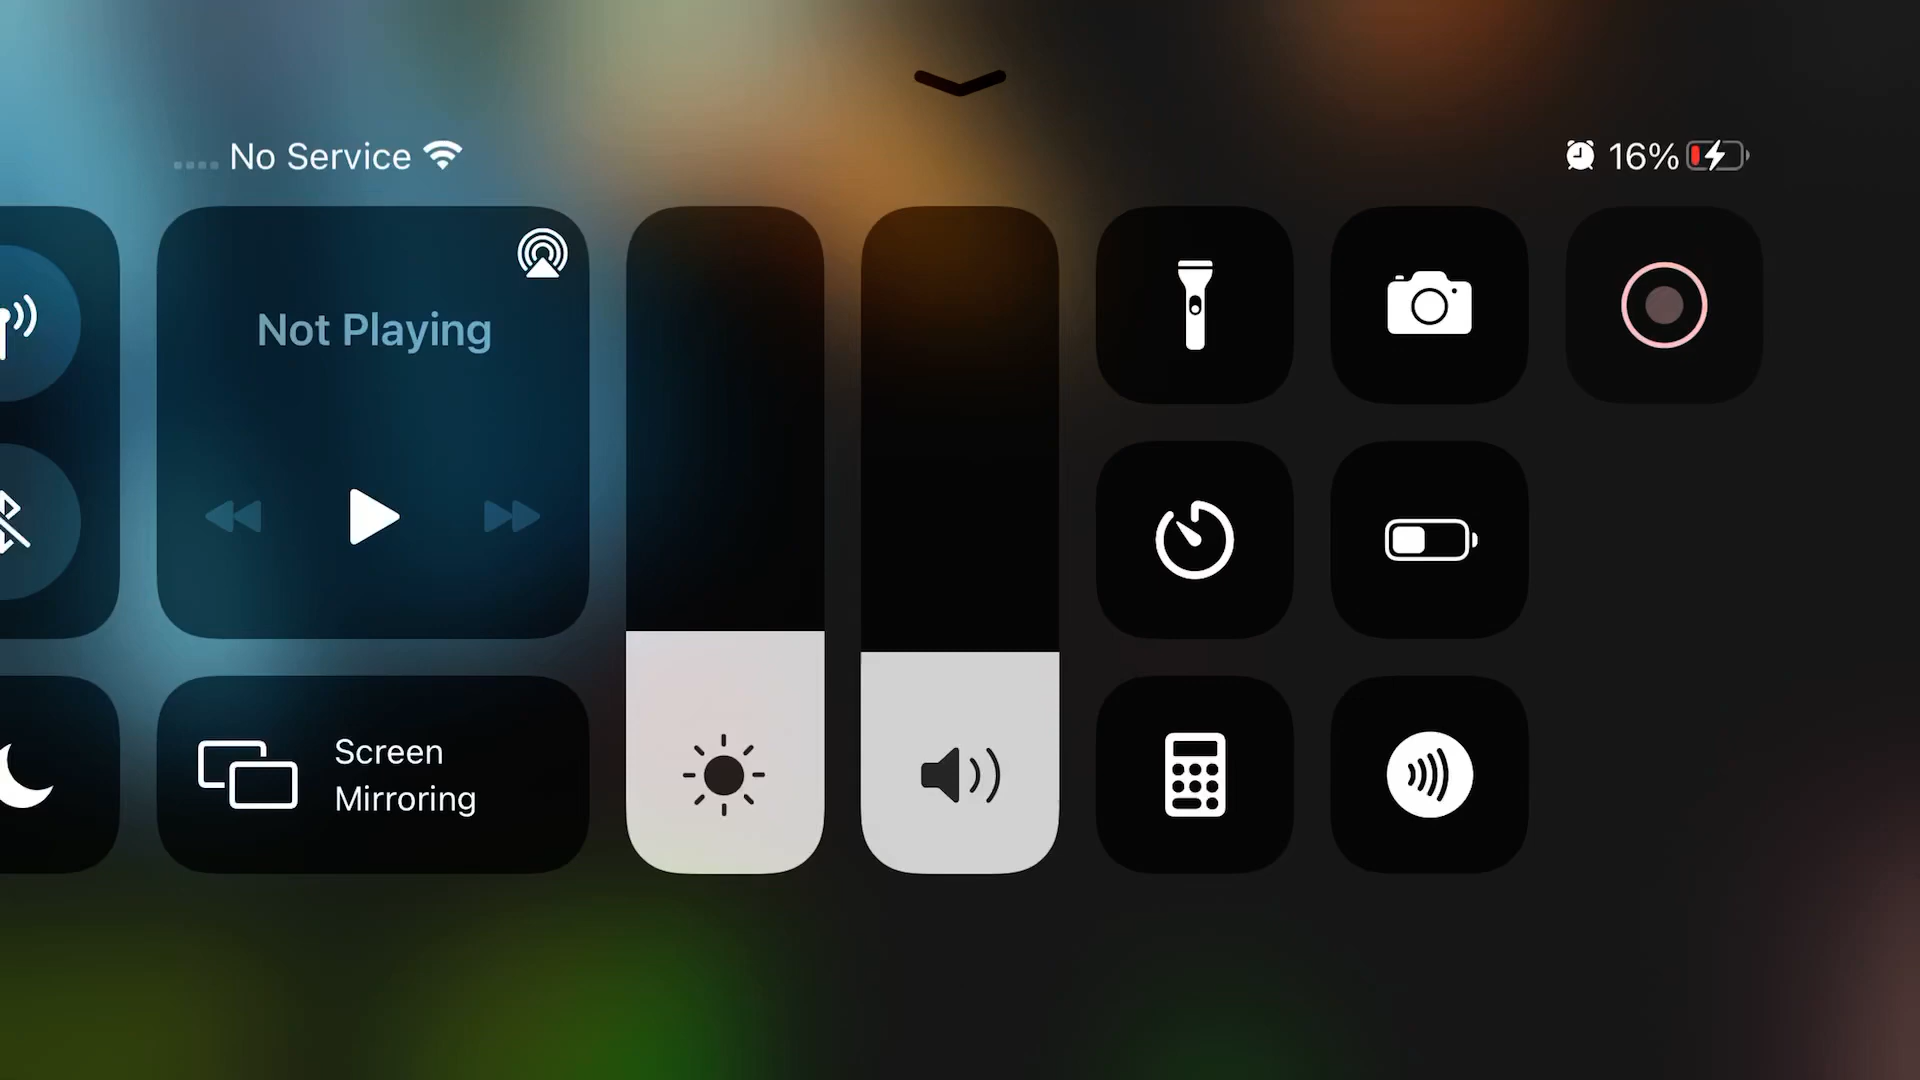 No Service
16%
Not Playing
Screen
Mirroring